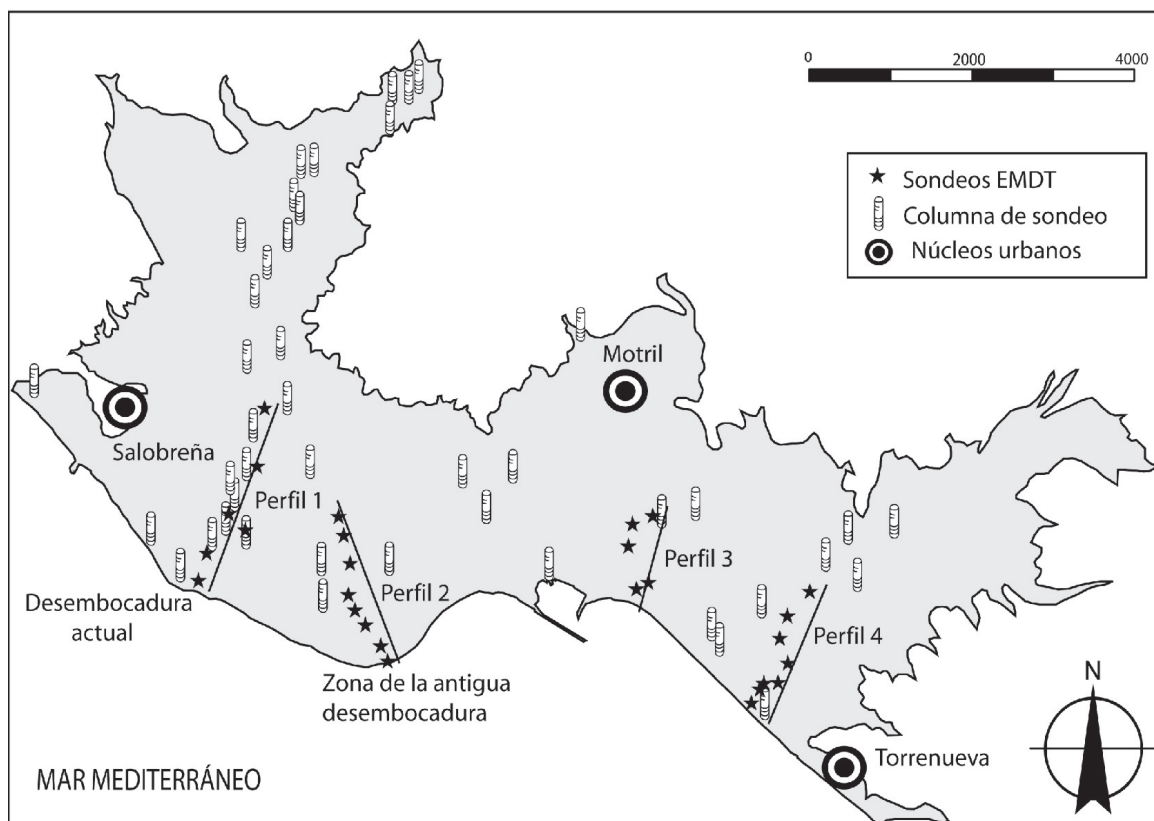 0 2000 4000
Sondeos EMDT
Columna de sondeo
Núcleos urbanos
Motril
Salobreña
Perfil 1
Perfil 2
Perfil 3
Perfil 4
Desembocadura
actual
Zona de la antigua
desembocadura
N
Torrenueva
MAR MEDITERRÁNEO